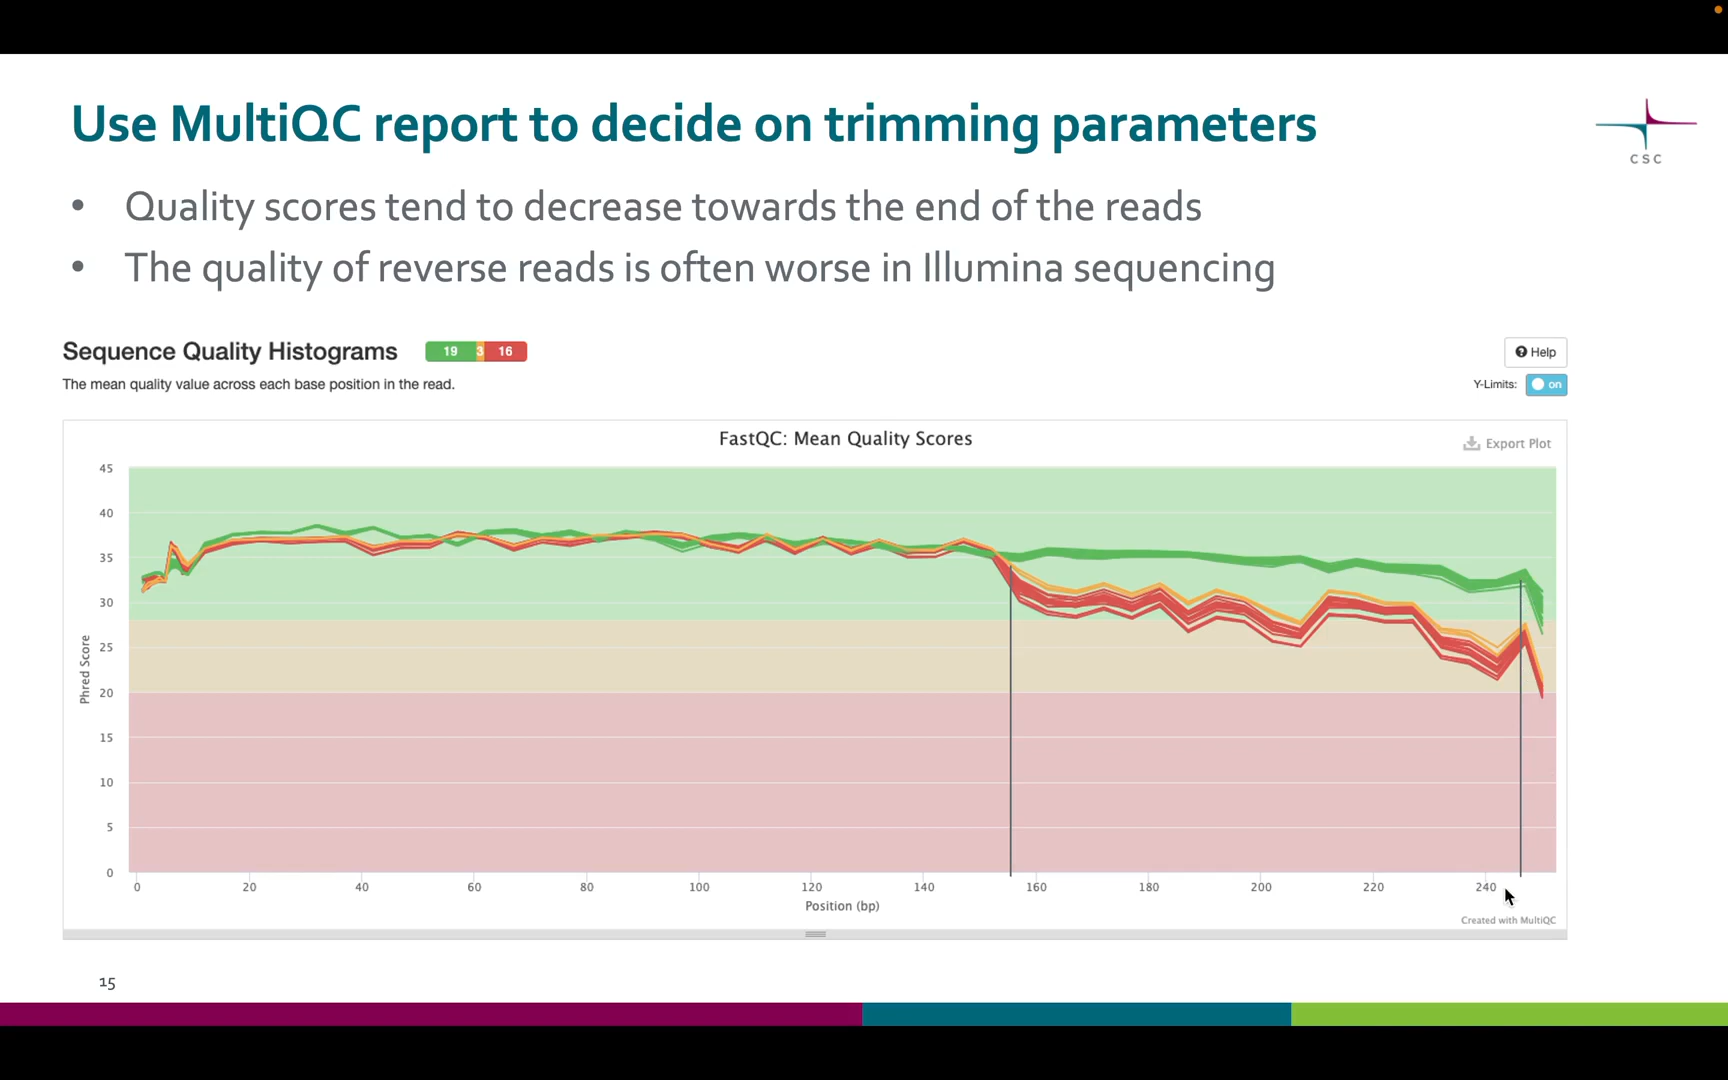 Use MultiQC report to decide on trimming parameters
CSC
• Quality scores tend to decrease towards the end of the reads
• The quality of reverse reads is often worse in Illumina sequencing
Sequence Quality Histograms 19 3 16
Help
The mean quality value across each base position in the read.
Y-Limits: on
FastQC: Mean Quality Scores
Export Plot
45
40
35
30
25
20
15
10
5
0
Phred Score
0 20 40 60 80 100 120 140 160 180 200 220 240
Position (bp)
Created with MultiQC
15